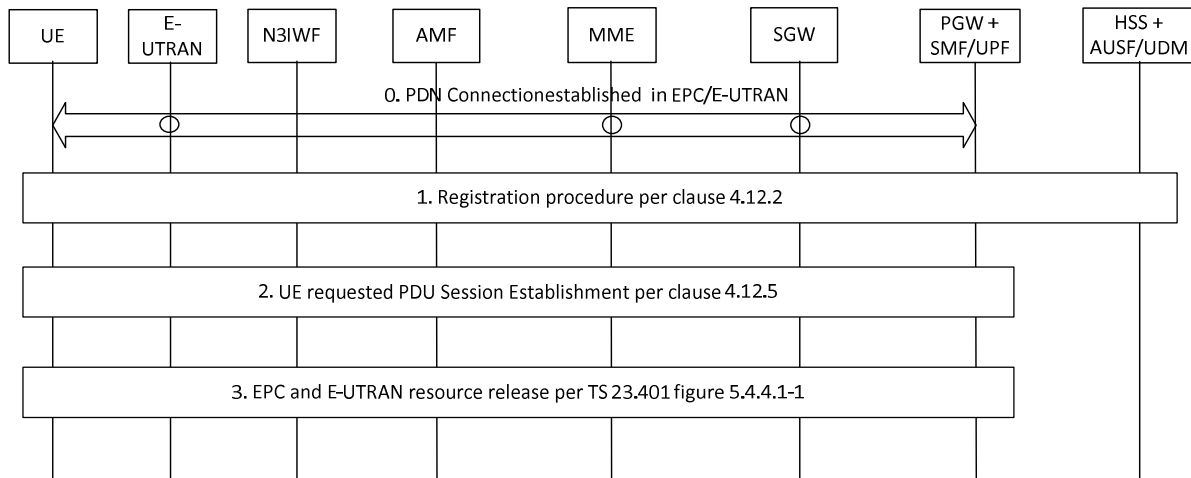 UE
E-
UTRAN
N3IWF
AMF
MME
SGW
PGW +
SMF/UPF
HSS +
AUSF/UDM
0. PDN Connectionestablished in EPC/E-UTRAN
1. Registration procedure per clause 4.12.2
2. UE requested PDU Session Establishment per clause 4.12.5
3. EPC and E-UTRAN resource release per TS 23.401 figure 5.4.4.1-1